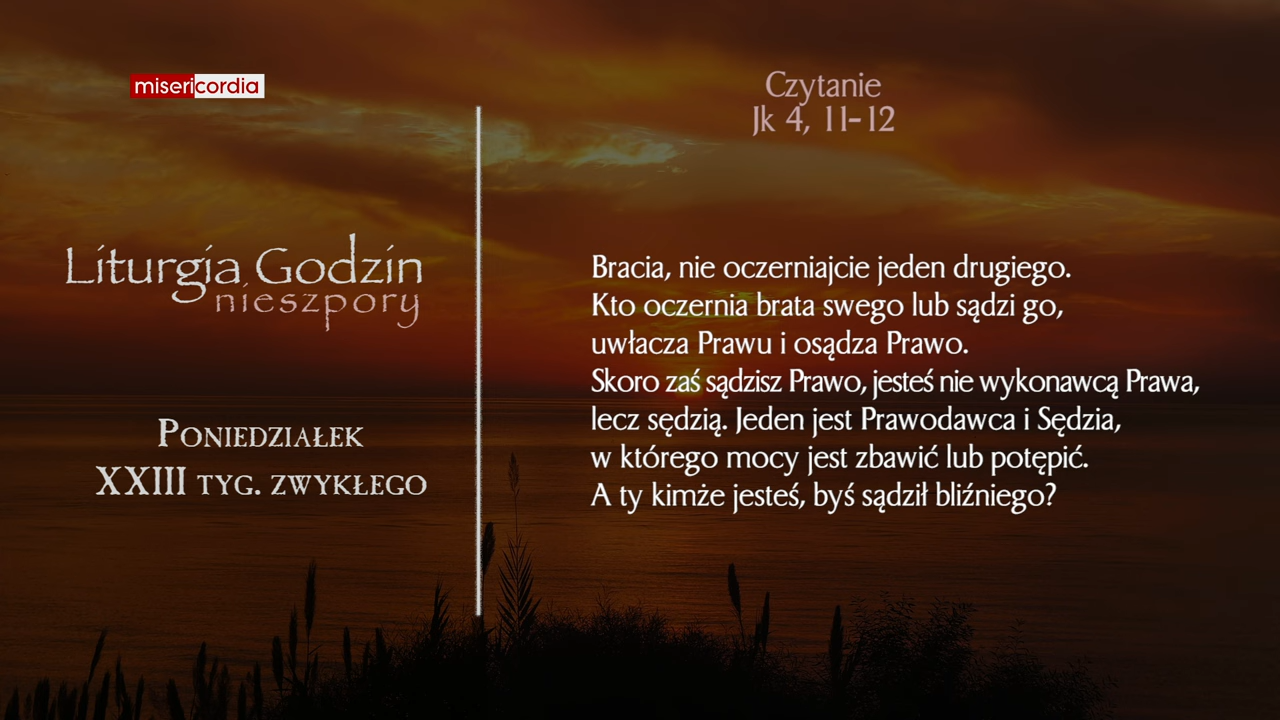 misericordia
Liturgia Godzin
nieszpory
Poniedziałek
XXIII tyg. zwykłego
Czytanie
Jk 4, 11-12
Bracia, nie oczerniajcie jeden drugiego.
Kto oczernia brata swego lub sądzi go,
uwłacza Prawu i osądza Prawo.
Skoro zaś sądzisz Prawo, jesteś nie wykonawcą Prawa,
lecz sędzią. Jeden jest Prawodawca i Sędzia,
w którego mocy jest zbawić lub potępić.
A ty kimże jesteś, byś sądził bliźniego?